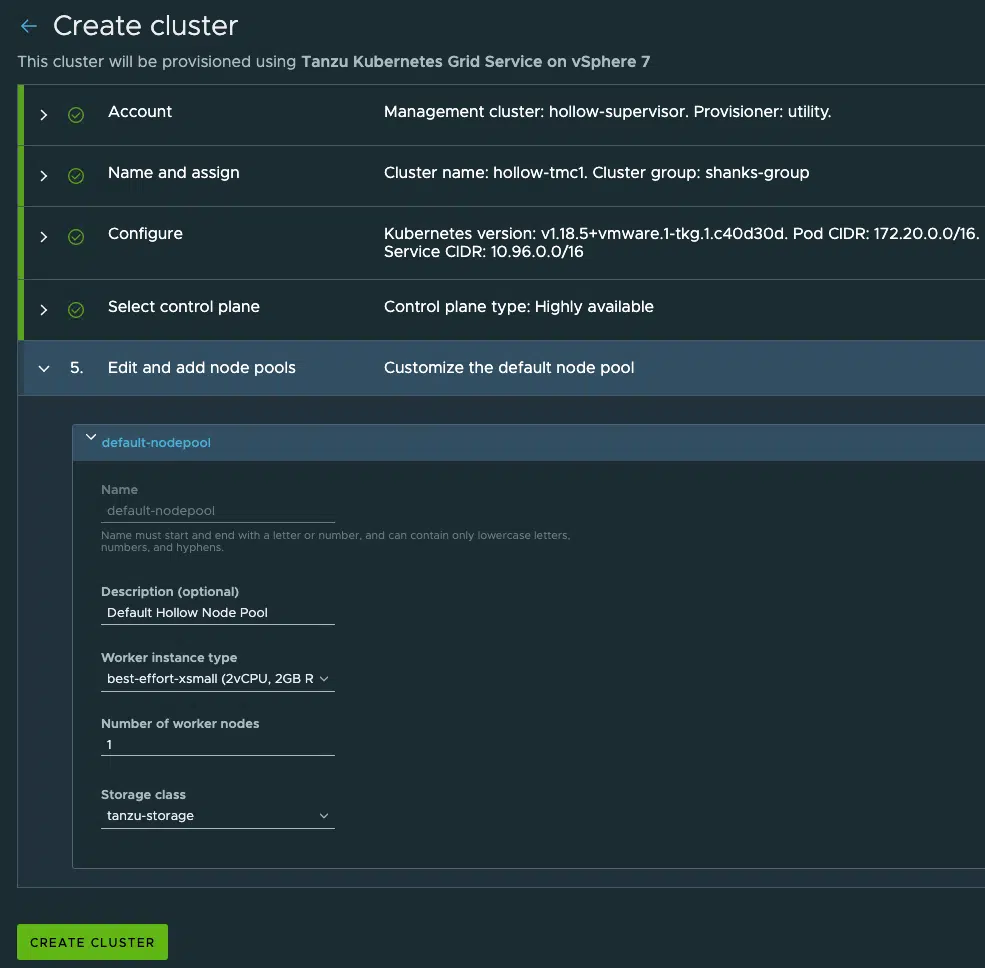 Create cluster
This cluster will be provisioned using Tanzu Kubernetes Grid Service on vSphere 7
Account Management cluster: hollow-supervisor. Provisioner: utility.
Name and assign Cluster name: hollow-tmc1. Cluster group: shanks-group
Configure Kubernetes version: v1.18.5+vmware.1-tkg.1.c40d30d. Pod CIDR: 172.20.0.0/16.
Service CIDR: 10.96.0.0/16
Select control plane Control plane type: Highly available
5. Edit and add node pools Customize the default node pool
default-nodepool
Name
default-nodepool
Name must start and end with a letter or number, and can contain only lowercase letters,
numbers, and hyphens.
Description (optional)
Default Hollow Node Pool
Worker instance type
best-effort-xsmall (2vCPU, 2GB R
Number of worker nodes
1
Storage class
tanzu-storage
CREATE CLUSTER